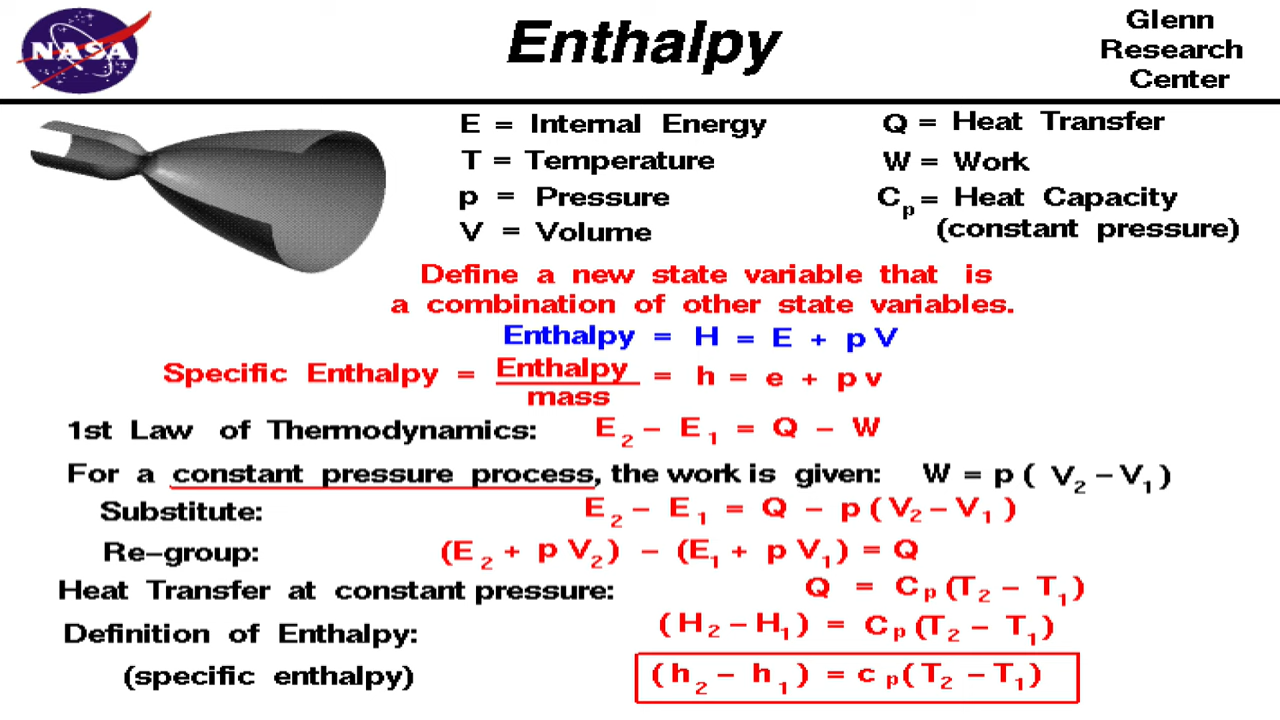 NASA
Enthalpy
Glenn
Research
Center
E = Internal Energy
T = Temperature
p = Pressure
V = Volume
Q = Heat Transfer
W = Work
Cp = Heat Capacity
(constant pressure)
Define a new state variable that is
a combination of other state variables.
Enthalpy = H = E + p V
Specific Enthalpy = Enthalpy / mass = h = e + p v
1st Law of Thermodynamics: E₂ − E₁ = Q − W
For a constant pressure process, the work is given: W = p ( V₂ − V₁ )
Substitute: E₂ − E₁ = Q − p ( V₂ − V₁ )
Re−group: (E₂ + p V₂) − (E₁ + p V₁) = Q
Heat Transfer at constant pressure: Q = Cp (T₂ − T₁)
Definition of Enthalpy: (H₂ − H₁) = Cp (T₂ − T₁)
(specific enthalpy) (h₂ − h₁) = cp (T₂ − T₁)